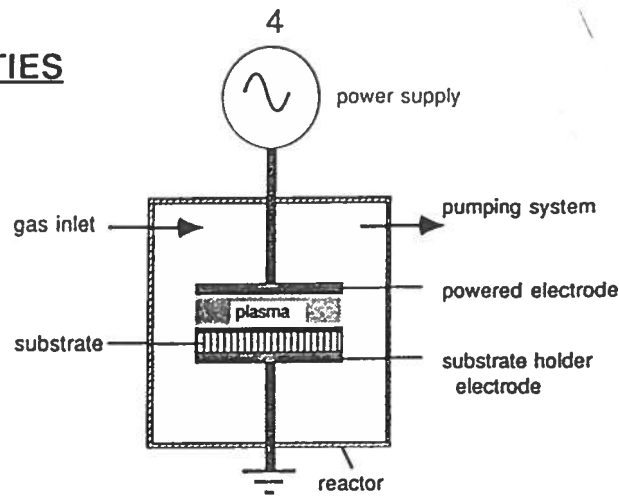 4
TIES
power supply
gas inlet
pumping system
powered electrode
plasma
substrate
substrate holder
electrode
reactor